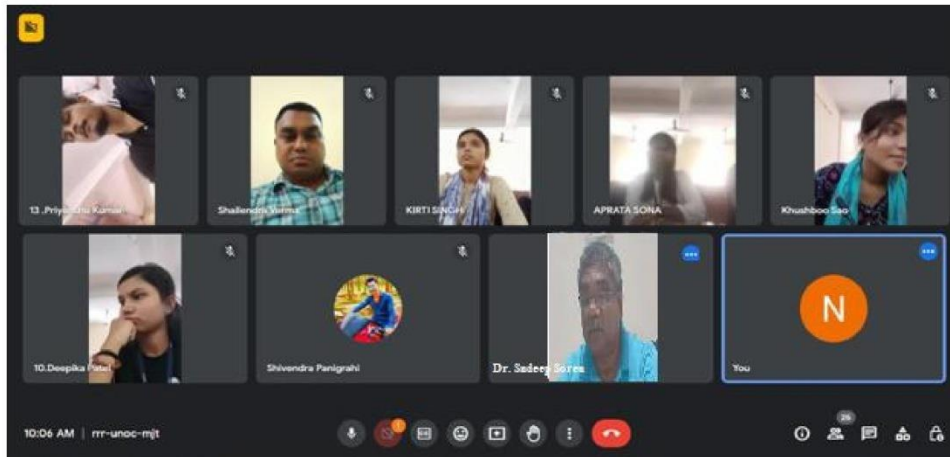 13 .Priyanshu Kumar
Shailendra Verma
KIRTI SINGH
APRATA SONA
Khushboo Sao
10.Deepika Patel
Shivendra Panigrahi
Dr. Sudeep Soren
N
You
10:06 AM | rrr-unoc-mjt
26